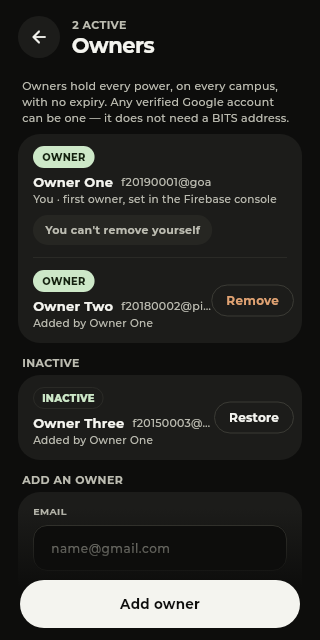 2 ACTIVE
Owners
Owners hold every power, on every campus,
with no expiry. Any verified Google account
can be one — it does not need a BITS address.
OWNER
Owner One f20190001@goa
You · first owner, set in the Firebase console
You can't remove yourself
OWNER
Owner Two f20180002@pi...
Remove
Added by Owner One
INACTIVE
INACTIVE
Owner Three f20150003@...
Restore
Added by Owner One
ADD AN OWNER
EMAIL
name@gmail.com
Add owner